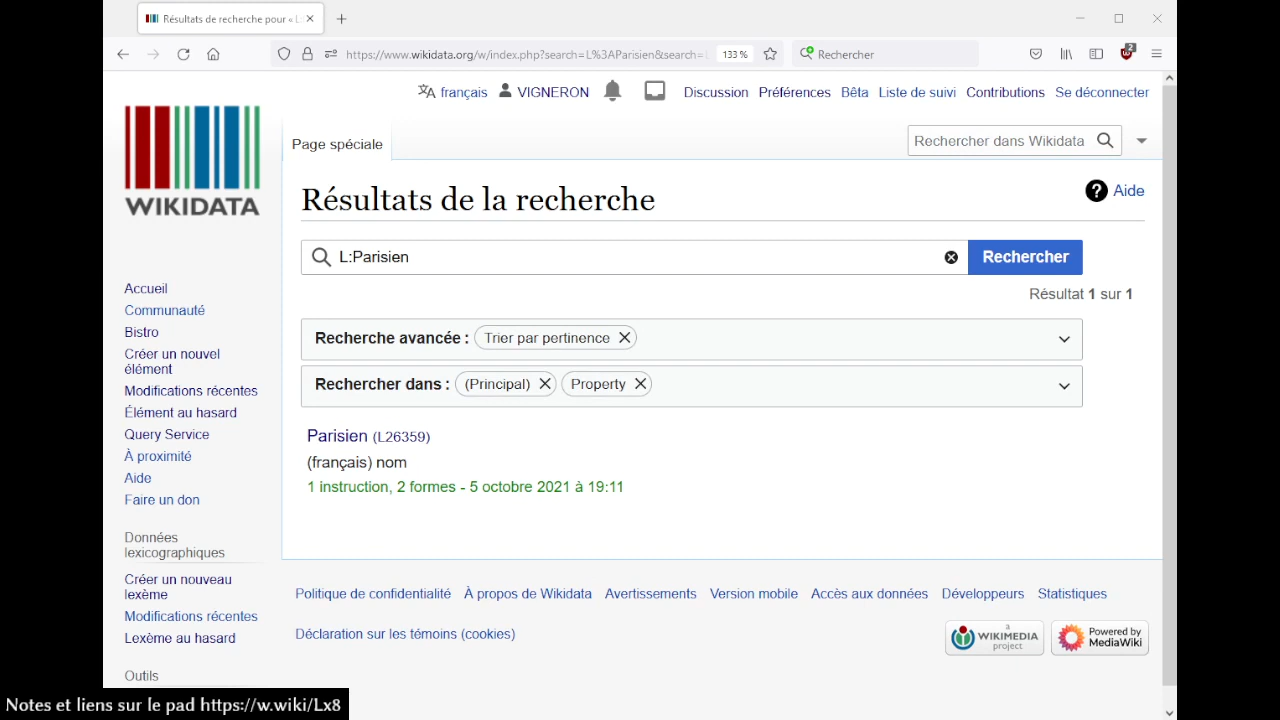 Résultats de recherche pour « L:
https://www.wikidata.org/w/index.php?search=L%3AParisien&search=L
133 %
Rechercher
2
français
VIGNERON
Discussion
Préférences
Bêta
Liste de suivi
Contributions
Se déconnecter
WIKIDATA
Page spéciale
Rechercher dans Wikidata
Résultats de la recherche
Aide
L:Parisien
Rechercher
Résultat 1 sur 1
Recherche avancée : Trier par pertinence
Rechercher dans : (Principal) Property
Parisien (L26359)
(français) nom
1 instruction, 2 formes - 5 octobre 2021 à 19:11
Accueil
Communauté
Bistro
Créer un nouvel
élément
Modifications récentes
Élément au hasard
Query Service
À proximité
Aide
Faire un don
Données
lexicographiques
Créer un nouveau
lexème
Modifications récentes
Lexème au hasard
Outils
Politique de confidentialité
À propos de Wikidata
Avertissements
Version mobile
Accès aux données
Développeurs
Statistiques
Déclaration sur les témoins (cookies)
a
WIKIMEDIA
project
Powered by
MediaWiki
Notes et liens sur le pad https://w.wiki/Lx8